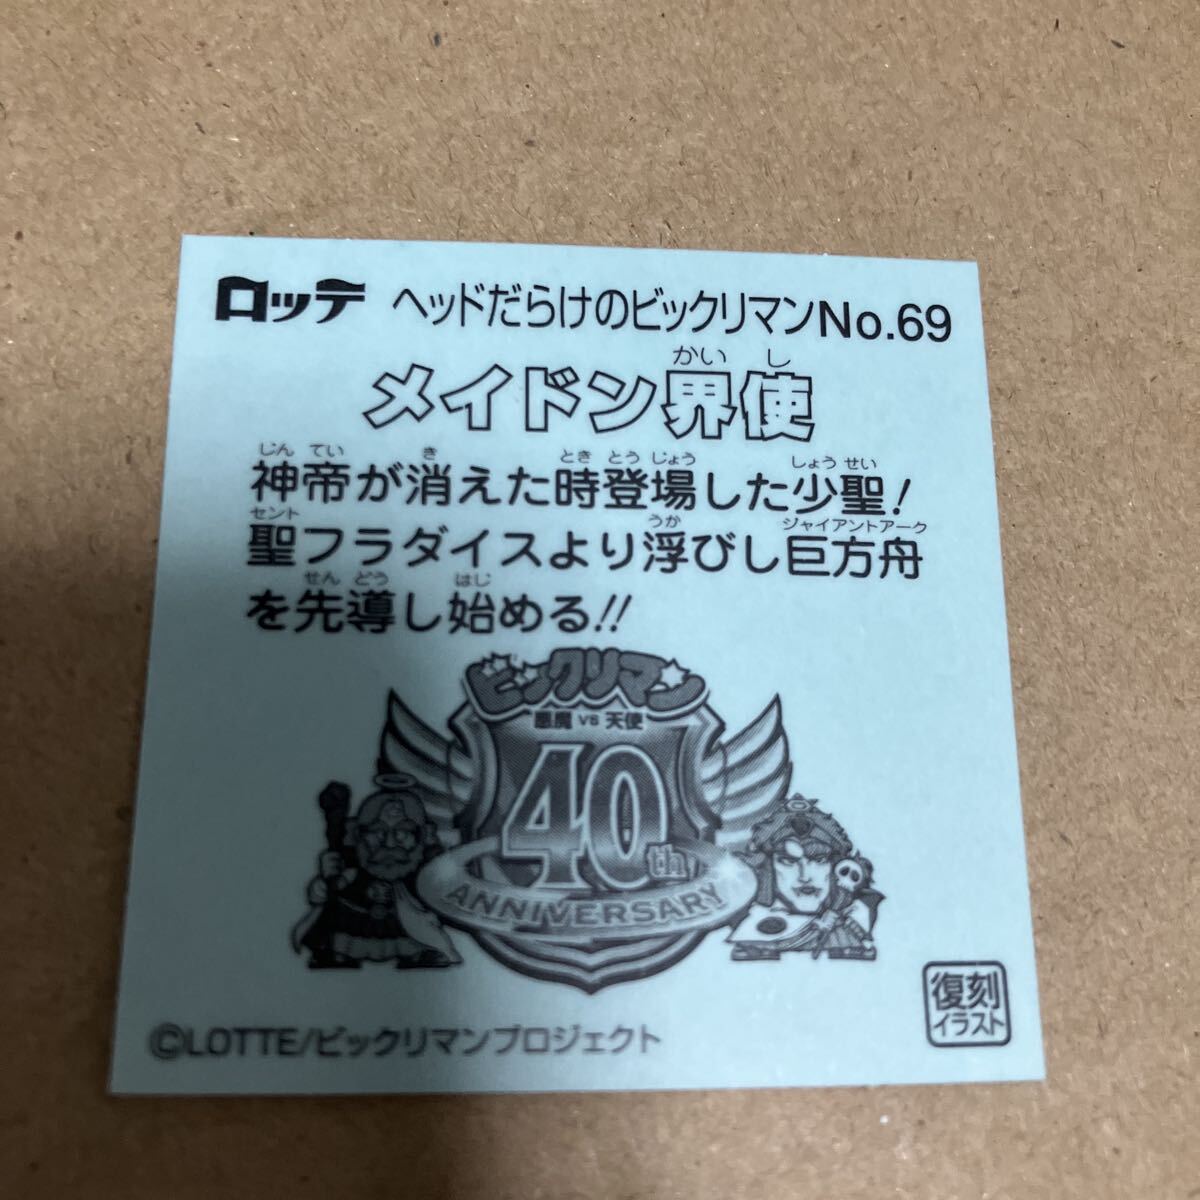 ロッテ ヘッドだらけのビックリマンNo.69
かい し
メイドン界使
じん てい き とき とう じょう しょう せい
神帝が消えた時登場した少聖!
セント うか ジャイアントアーク
聖フラダイスより浮びし巨方舟
せん どう はじ
を先導し始める!!
ビックリマン
悪魔 VS 天使
40th
ANNIVERSARY
復刻
イラスト
©LOTTE/ビックリマンプロジェクト